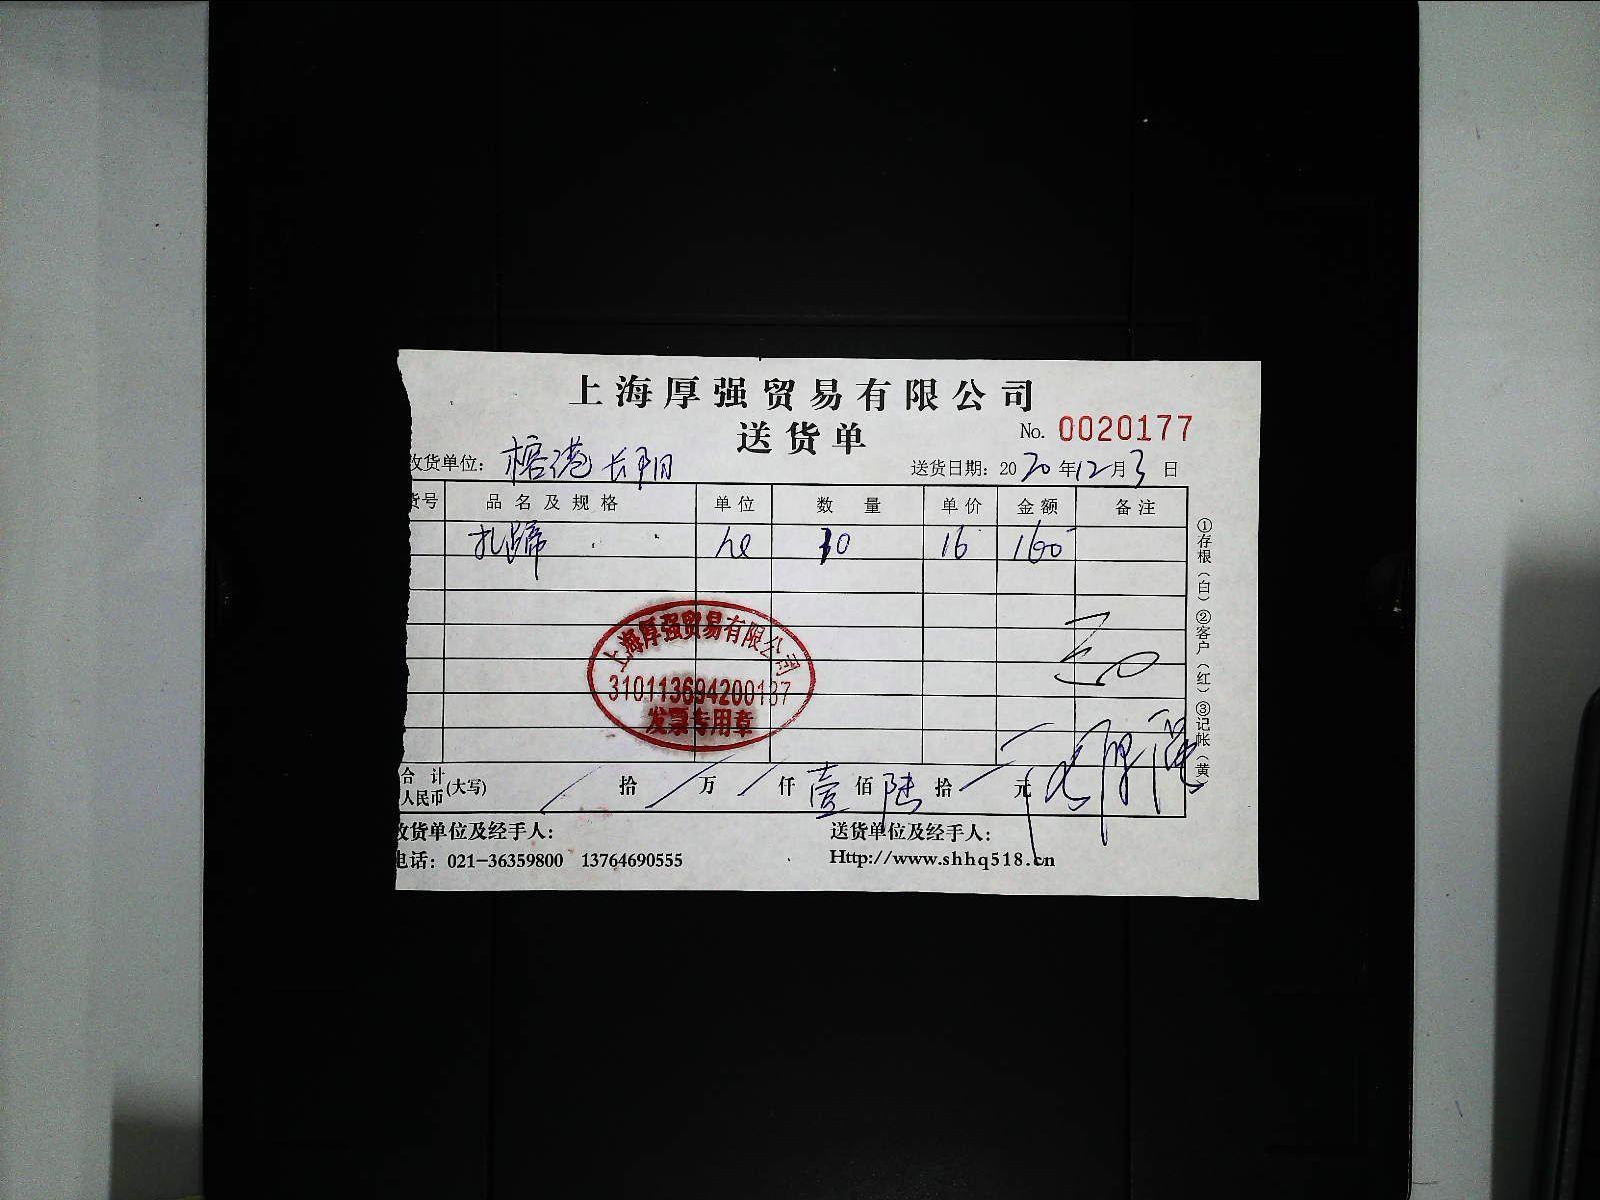 上海厚强贸易有限公司
送货单
No. 0020177
收货单位: 榕港 长阳
送货日期: 2020年12月3日
货号 品名及规格 单位 数量 单价 金额 备注
扎蹄 10 16 160
上海厚强贸易有限公司
310113694200137
发票专用章
①存根(白) ②客户(红) ③记帐(黄)
合计人民币(大写) 拾 万 仟 壹 佰 陆 拾 元
收货单位及经手人: 送货单位及经手人:
电话: 021-36359800 13764690555 Http://www.shhq518.cn